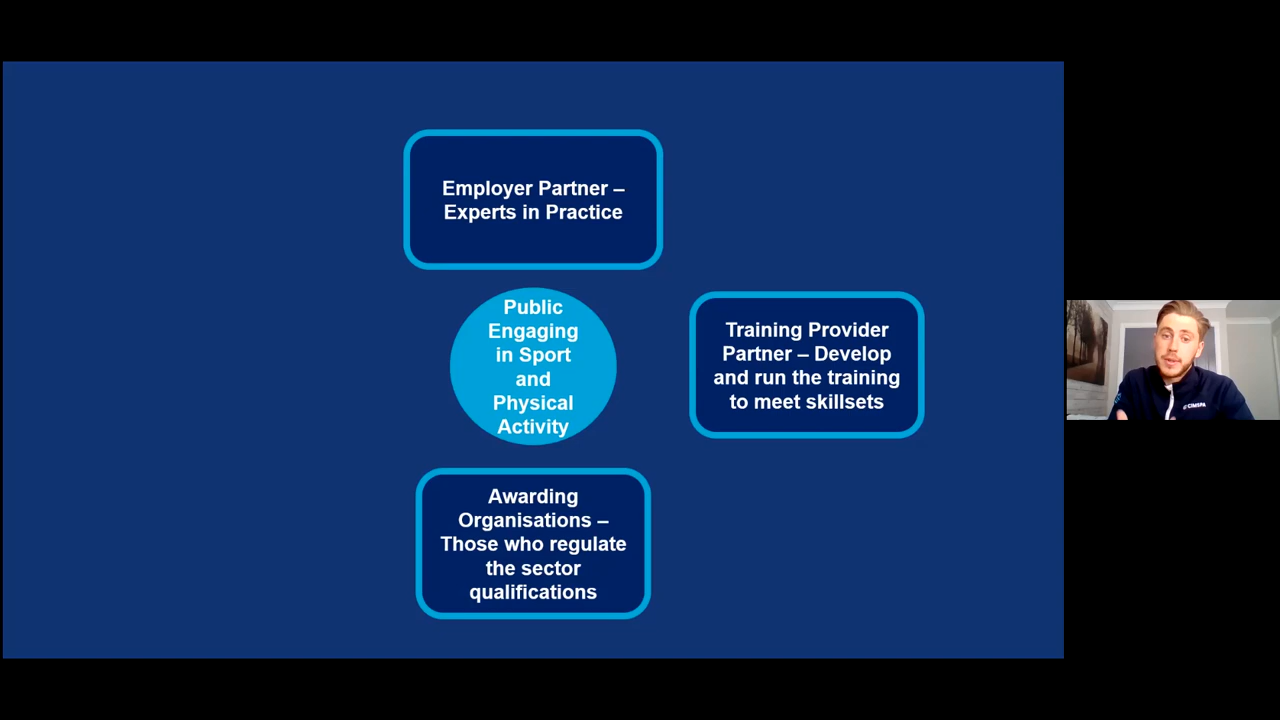 Employer Partner –
Experts in Practice
Public
Engaging
in Sport
and
Physical
Activity
Training Provider
Partner – Develop
and run the training
to meet skillsets
Awarding
Organisations –
Those who regulate
the sector
qualifications
CIMSPA